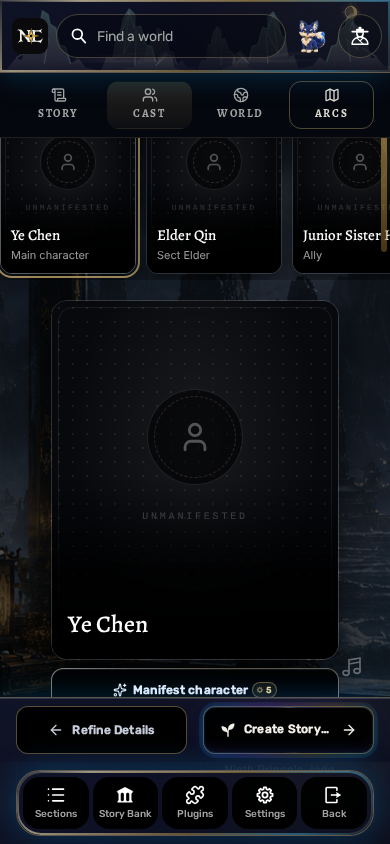 NE
Find a world
STORY
CAST
WORLD
ARCS
UNMANIFESTED
UNMANIFESTED
UNMANIFEST
Ye Chen
Elder Qin
Junior Sister
Main character
Sect Elder
Ally
UNMANIFESTED
Ye Chen
Manifest character 5
Refine Details
Create Story...
Sections
Story Bank
Plugins
Settings
Back